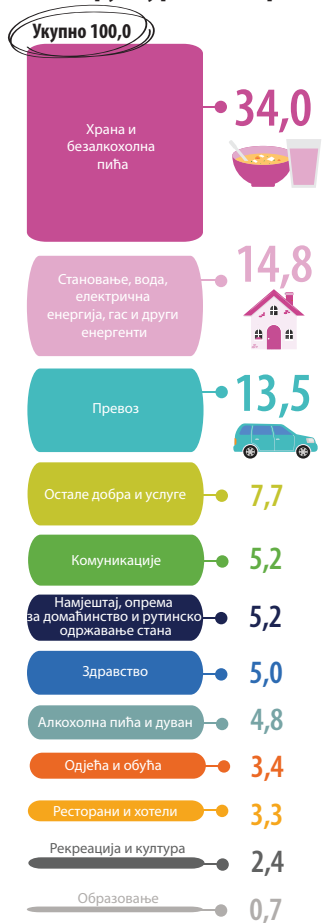 Укупно 100,0
Храна и
безалкохолна
пића
34,0
Становање, вода,
електрична
енергија, гас и други
енергенти
14,8
Превоз
13,5
Остале добра и услуге
7,7
Комуникације
5,2
Намјештај, опрема
за домаћинство и рутинско
одржавање стана
5,2
Здравство
5,0
Алкохолна пића и дуван
4,8
Одјећа и обућа
3,4
Ресторани и хотели
3,3
Рекреација и култура
2,4
Образовање
0,7